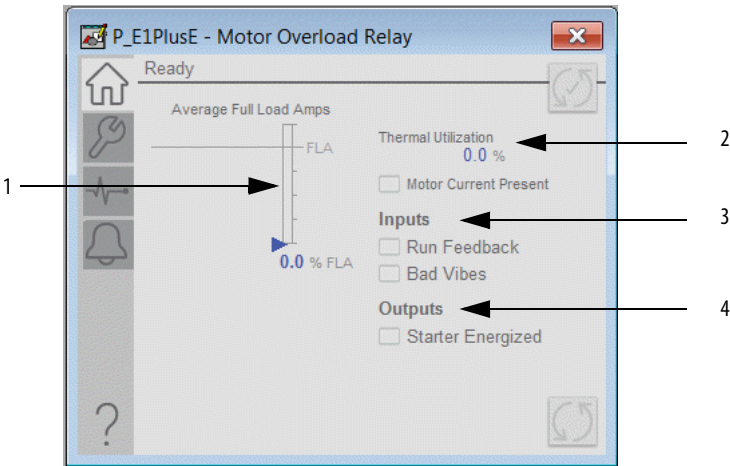 P_E1PlusE - Motor Overload Relay
Ready
Average Full Load Amps
FLA
Thermal Utilization
0.0 %
Motor Current Present
Inputs
Run Feedback
Bad Vibes
0.0 % FLA
Outputs
Starter Energized
?
1
2
3
4